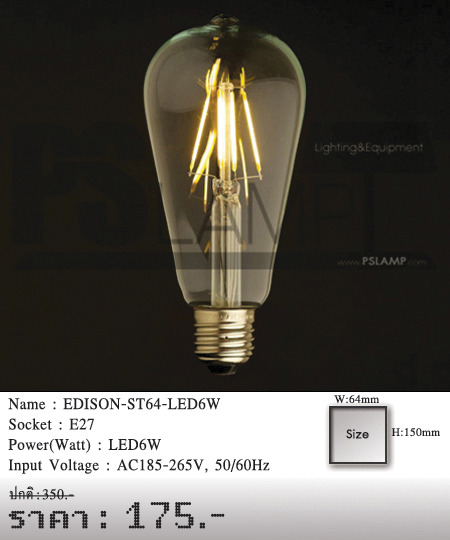 Lighting&Equipment
PSLAMP
www.PSLAMP.com
Name : EDISON-ST64-LED6W
Socket : E27
Power(Watt) : LED6W
Input Voltage : AC185-265V, 50/60Hz
W:64mm
Size
H:150mm
ปกติ:350.-
ราคา: 175.-